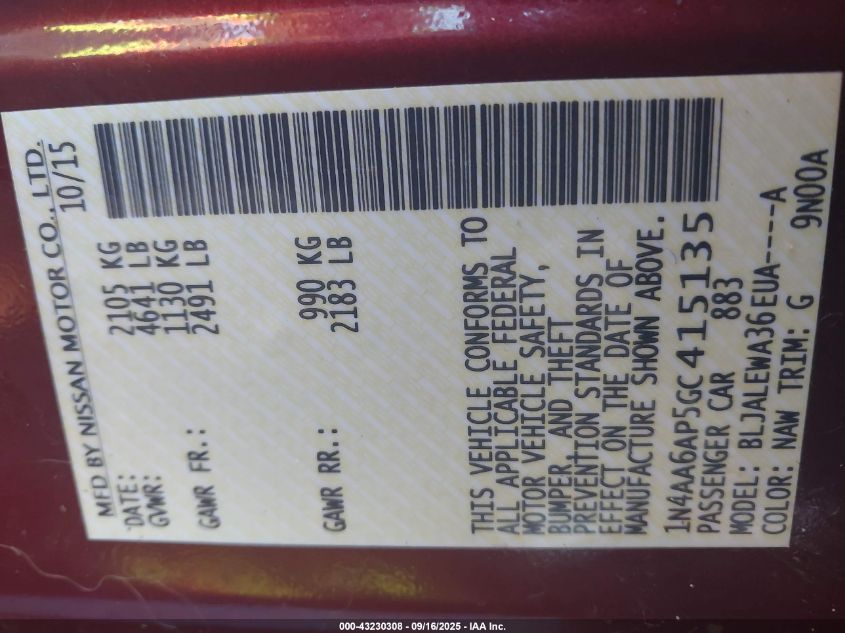 MFD BY NISSAN MOTOR CO., LTD.
DATE: 10/15
GVWR: 2105 KG
4641 LB
GAWR FR.: 1130 KG
2491 LB
GAWR RR.: 990 KG
2183 LB
THIS VEHICLE CONFORMS TO
ALL APPLICABLE FEDERAL
MOTOR VEHICLE SAFETY,
BUMPER, AND THEFT
PREVENTION STANDARDS IN
EFFECT ON THE DATE OF
MANUFACTURE SHOWN ABOVE.
1N4AA6AP5GC415135
PASSENGER CAR 883
MODEL: BLJALEWA36EUA----A
COLOR: NAW TRIM: G 9N00A
000-43230308 - 09/16/2025 - IAA Inc.